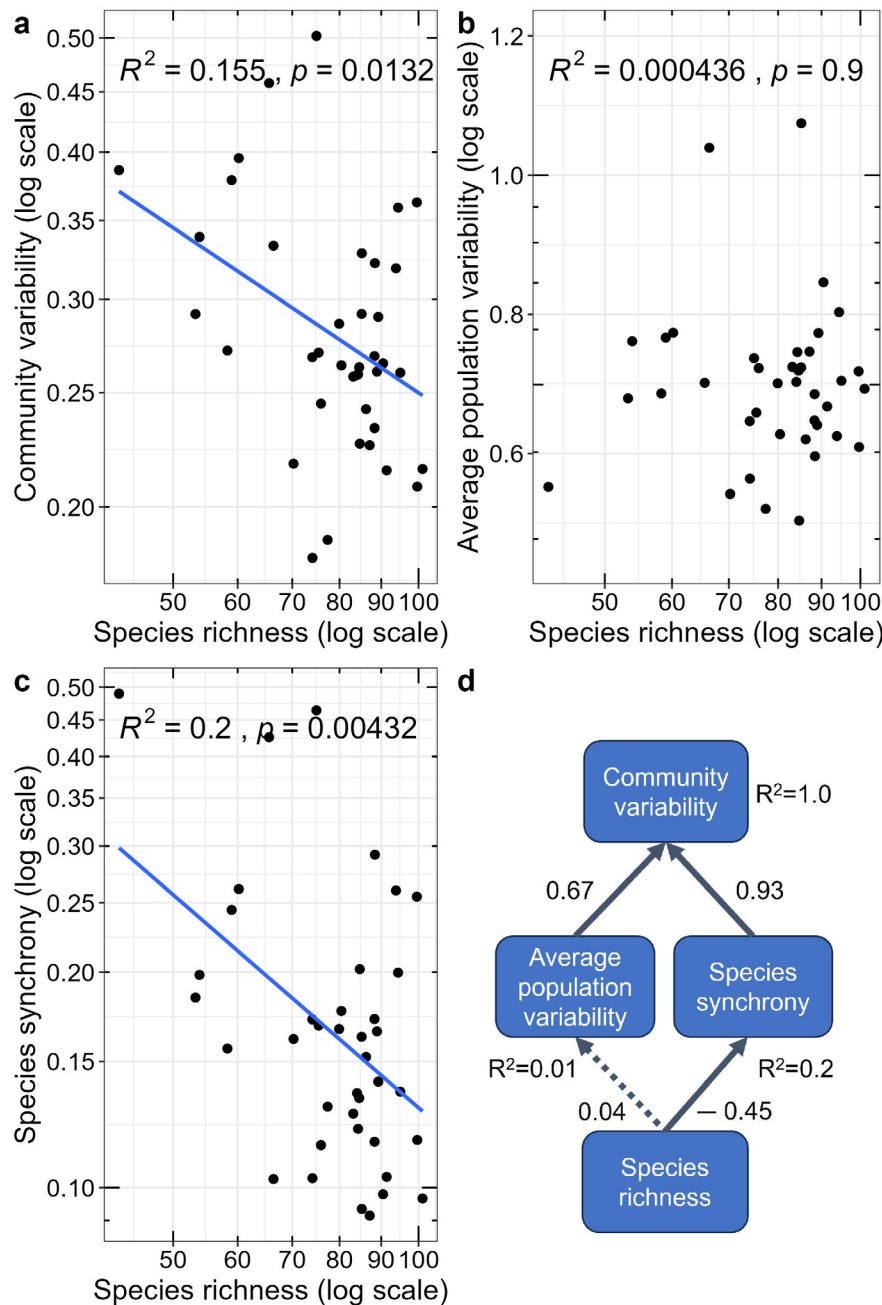 a
0.50
R² = 0.155 , p = 0.0132
0.45
0.40
0.35
0.30
0.25
0.20
Community variability (log scale)
50 60 70 80 90 100
Species richness (log scale)
b
1.2
R² = 0.000436 , p = 0.9
1.0
0.8
0.6
Average population variability (log scale)
50 60 70 80 90 100
Species richness (log scale)
c
0.50
R² = 0.2 , p = 0.00432
0.45
0.40
0.35
0.30
0.25
0.20
0.15
0.10
Species synchrony (log scale)
50 60 70 80 90 100
Species richness (log scale)
d
Community
variability
R²=1.0
0.67
0.93
Average
population
variability
Species
synchrony
R²=0.01
R²=0.2
0.04
— 0.45
Species
richness